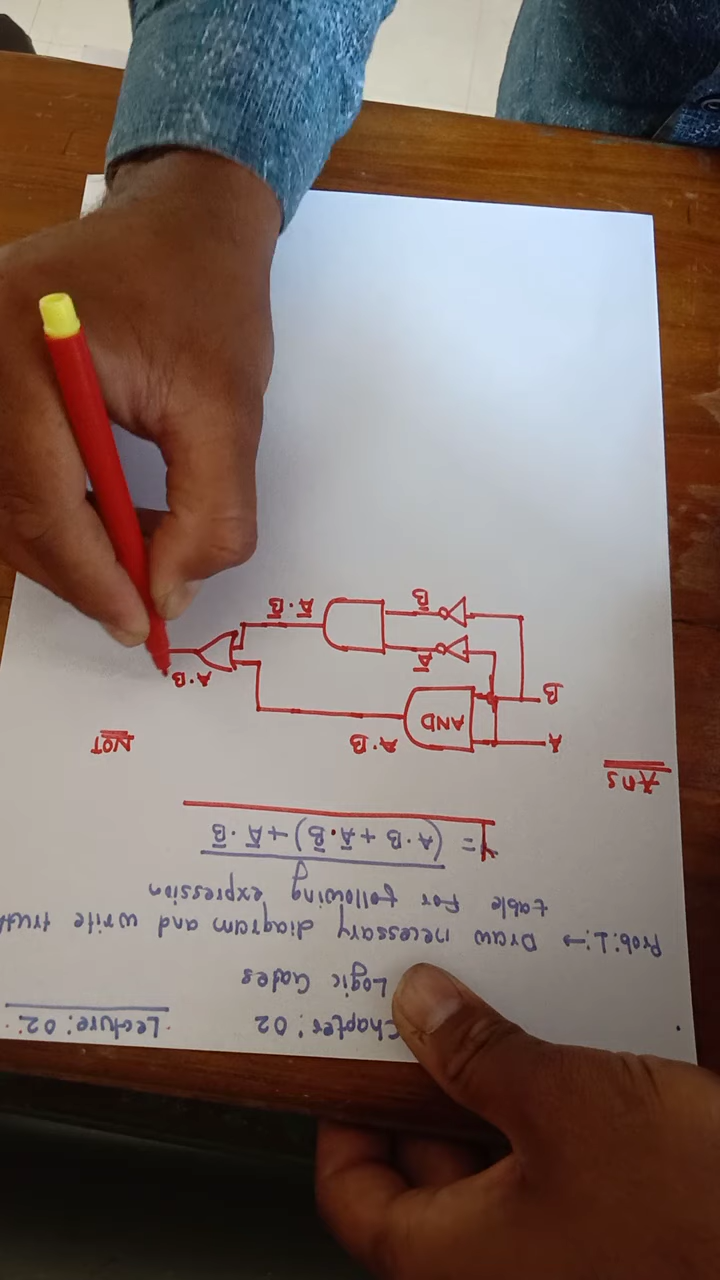 Chapter: 02 Lecture: 02:
Logic Gates
Prob:1:→ Draw necessary diagram and write truth
table for following expression
Y = (A·B + Ā·B̄) + Ā·B̄
Ans
NOT
A
A·B
AND
B
A·B
Ā
B̄
Ā·B̄